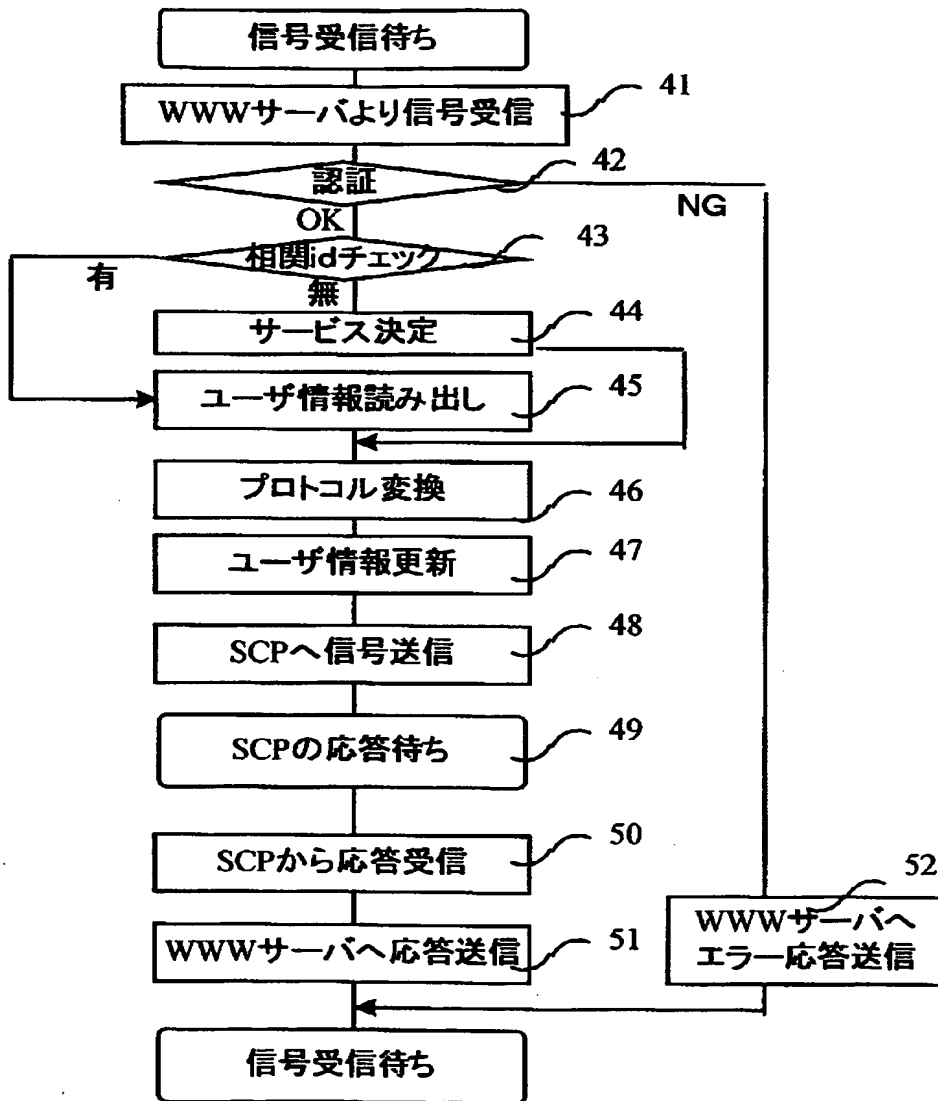 信号受信待ち
41
WWWサーバより信号受信
42
認証
NG
OK
43
相関idチェック
有
無
44
サービス決定
45
ユーザ情報読み出し
46
プロトコル変換
47
ユーザ情報更新
48
SCPへ信号送信
49
SCPの応答待ち
50
SCPから応答受信
52
WWWサーバへ
エラー応答送信
51
WWWサーバへ応答送信
信号受信待ち